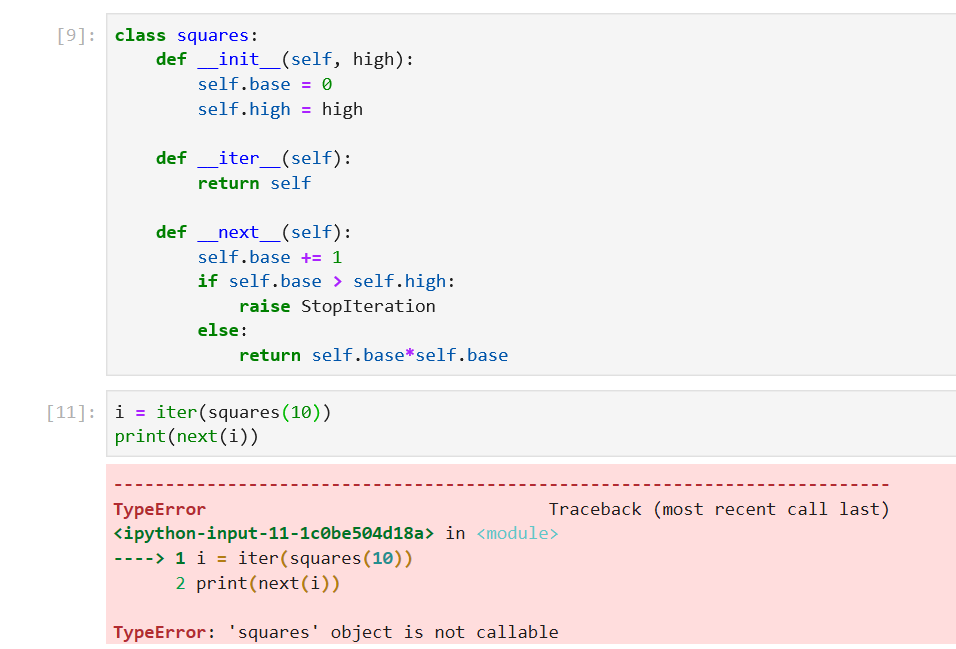 [9]: class squares:
    def __init__(self, high):
        self.base = 0
        self.high = high

    def __iter__(self):
        return self

    def __next__(self):
        self.base += 1
        if self.base > self.high:
            raise StopIteration
        else:
            return self.base*self.base
[11]: i = iter(squares(10))
print(next(i))
---------------------------------------------------------------------------
TypeError                                 Traceback (most recent call last)
<ipython-input-11-1c0be504d18a> in <module>
----> 1 i = iter(squares(10))
      2 print(next(i))

TypeError: 'squares' object is not callable